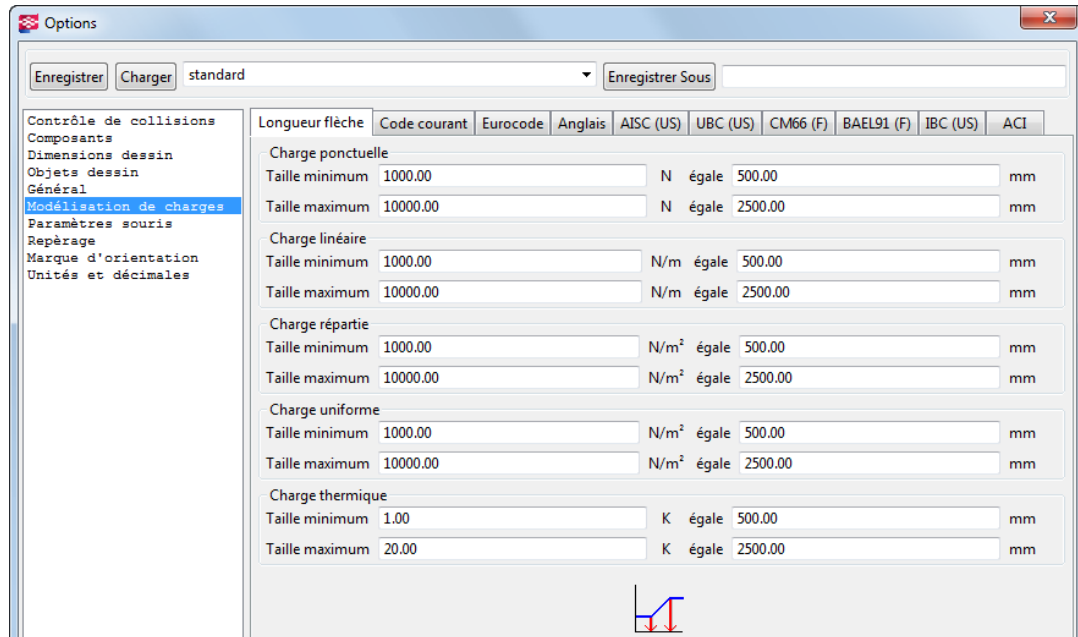 Options
Enregistrer Charger standard Enregistrer Sous
Contrôle de collisions
Composants
Dimensions dessin
Objets dessin
Général
Modélisation de charges
Paramètres souris
Repèrage
Marque d'orientation
Unités et décimales
Longueur flèche Code courant Eurocode Anglais AISC (US) UBC (US) CM66 (F) BAEL91 (F) IBC (US) ACI
Charge ponctuelle
Taille minimum 1000.00 N égale 500.00 mm
Taille maximum 10000.00 N égale 2500.00 mm
Charge linéaire
Taille minimum 1000.00 N/m égale 500.00 mm
Taille maximum 10000.00 N/m égale 2500.00 mm
Charge répartie
Taille minimum 1000.00 N/m² égale 500.00 mm
Taille maximum 10000.00 N/m² égale 2500.00 mm
Charge uniforme
Taille minimum 1000.00 N/m² égale 500.00 mm
Taille maximum 10000.00 N/m² égale 2500.00 mm
Charge thermique
Taille minimum 1.00 K égale 500.00 mm
Taille maximum 20.00 K égale 2500.00 mm